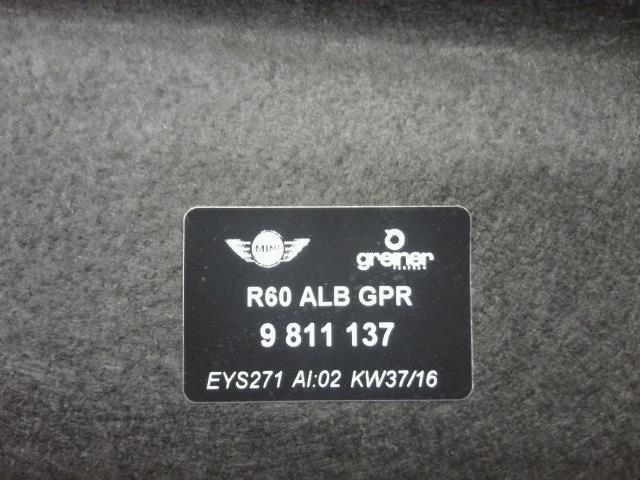 MINI
greiner
R60 ALB GPR
9 811 137
EYS271 AI:02 KW37/16